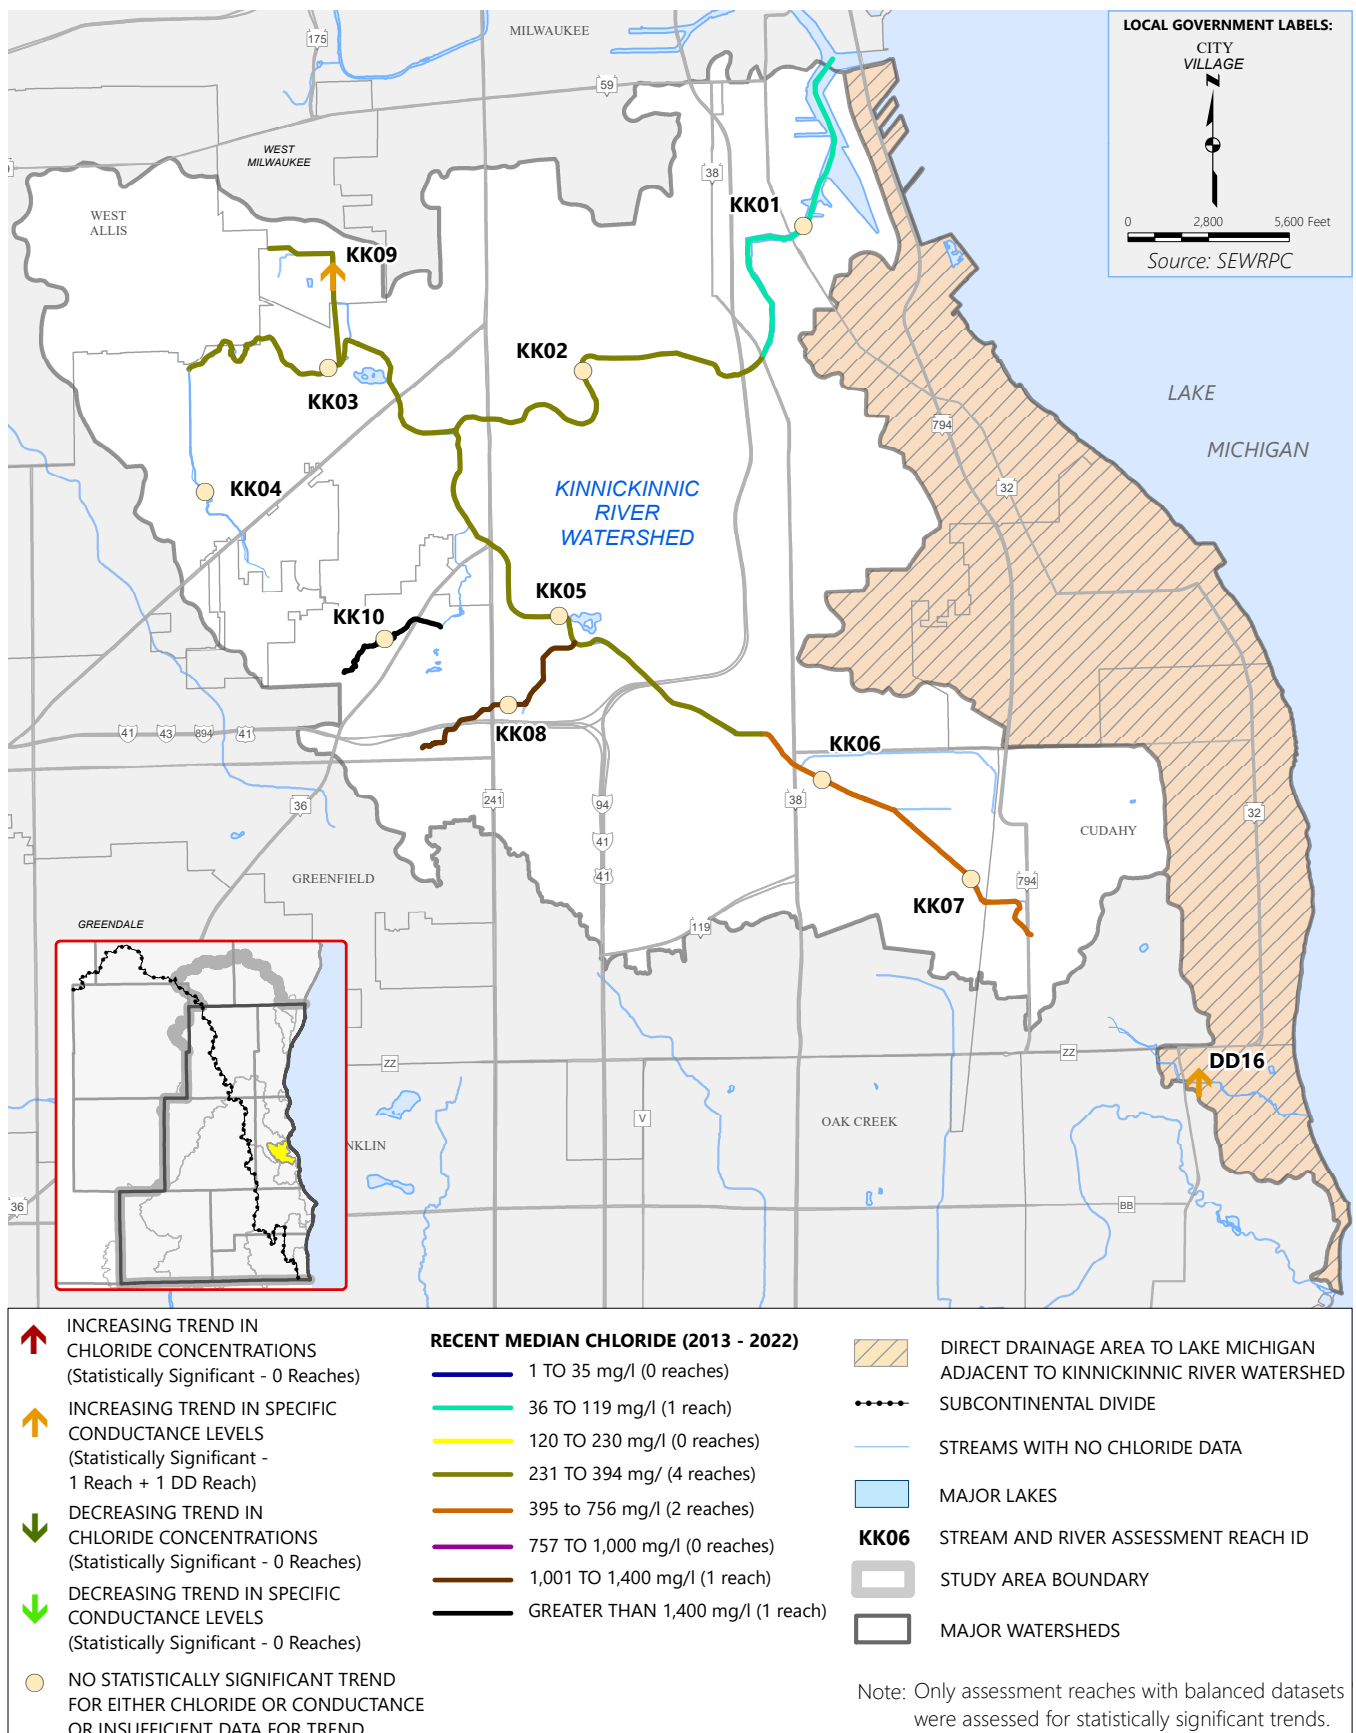 LOCAL GOVERNMENT LABELS:
CITY
VILLAGE
N
0 2,800 5,600 Feet
Source: SEWRPC
MILWAUKEE
175
59
WEST
MILWAUKEE
38
WEST
ALLIS
KK01
KK09
KK02
KK03
LAKE
MICHIGAN
794
32
KK04
KINNICKINNIC
RIVER
WATERSHED
KK05
KK10
KK08
41 43 894 41
KK06
36
241
94
38
41
41
32
CUDAHY
GREENFIELD
794
KK07
GREENDALE
119
ZZ
ZZ
DD16
V
OAK CREEK
NKLIN
36
BB
INCREASING TREND IN
CHLORIDE CONCENTRATIONS
(Statistically Significant - 0 Reaches)
INCREASING TREND IN SPECIFIC
CONDUCTANCE LEVELS
(Statistically Significant -
1 Reach + 1 DD Reach)
DECREASING TREND IN
CHLORIDE CONCENTRATIONS
(Statistically Significant - 0 Reaches)
DECREASING TREND IN SPECIFIC
CONDUCTANCE LEVELS
(Statistically Significant - 0 Reaches)
NO STATISTICALLY SIGNIFICANT TREND
FOR EITHER CHLORIDE OR CONDUCTANCE
OR INSUFFICIENT DATA FOR TREND
RECENT MEDIAN CHLORIDE (2013 - 2022)
1 TO 35 mg/l (0 reaches)
36 TO 119 mg/l (1 reach)
120 TO 230 mg/l (0 reaches)
231 TO 394 mg/ (4 reaches)
395 to 756 mg/l (2 reaches)
757 TO 1,000 mg/l (0 reaches)
1,001 TO 1,400 mg/l (1 reach)
GREATER THAN 1,400 mg/l (1 reach)
DIRECT DRAINAGE AREA TO LAKE MICHIGAN
ADJACENT TO KINNICKINNIC RIVER WATERSHED
SUBCONTINENTAL DIVIDE
STREAMS WITH NO CHLORIDE DATA
MAJOR LAKES
KK06 STREAM AND RIVER ASSESSMENT REACH ID
STUDY AREA BOUNDARY
MAJOR WATERSHEDS
Note: Only assessment reaches with balanced datasets
were assessed for statistically significant trends.